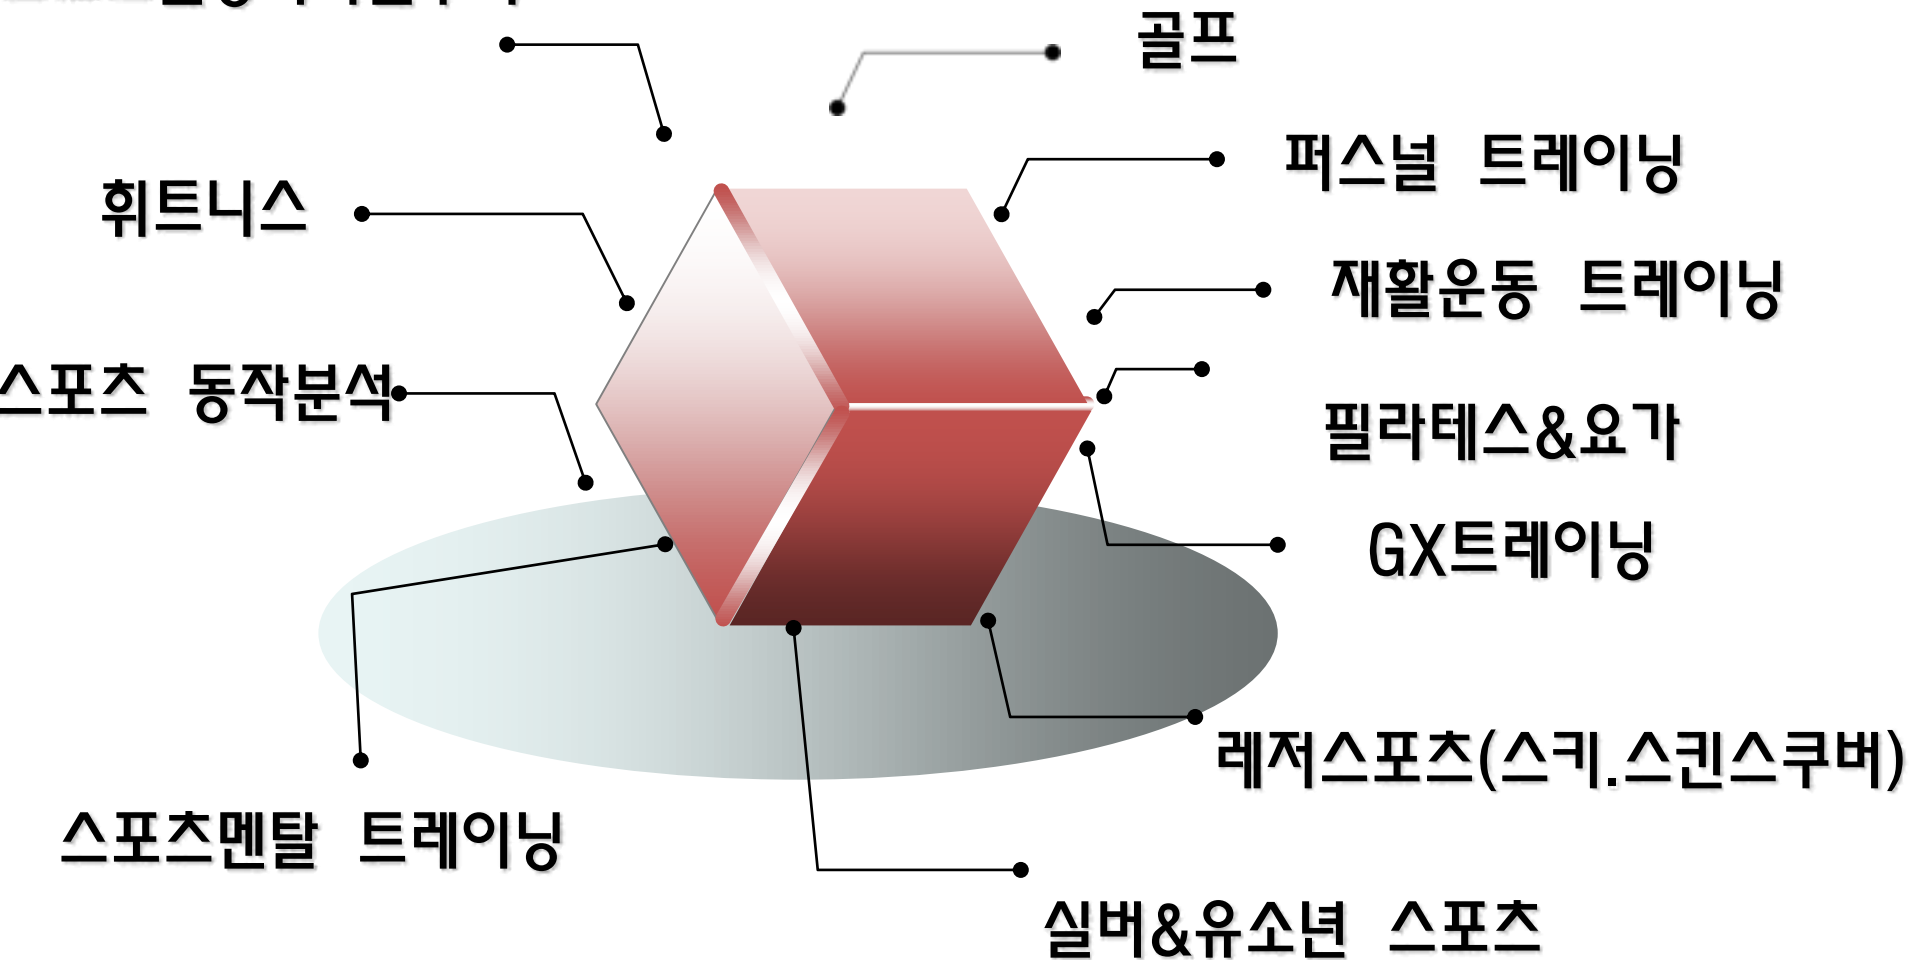 골프
퍼스널 트레이닝
휘트니스
재활운동 트레이닝
스포츠 동작분석
필라테스&요가
GX트레이닝
레저스포츠(스키.스킨스쿠버)
스포츠멘탈 트레이닝
실버&유소년 스포츠